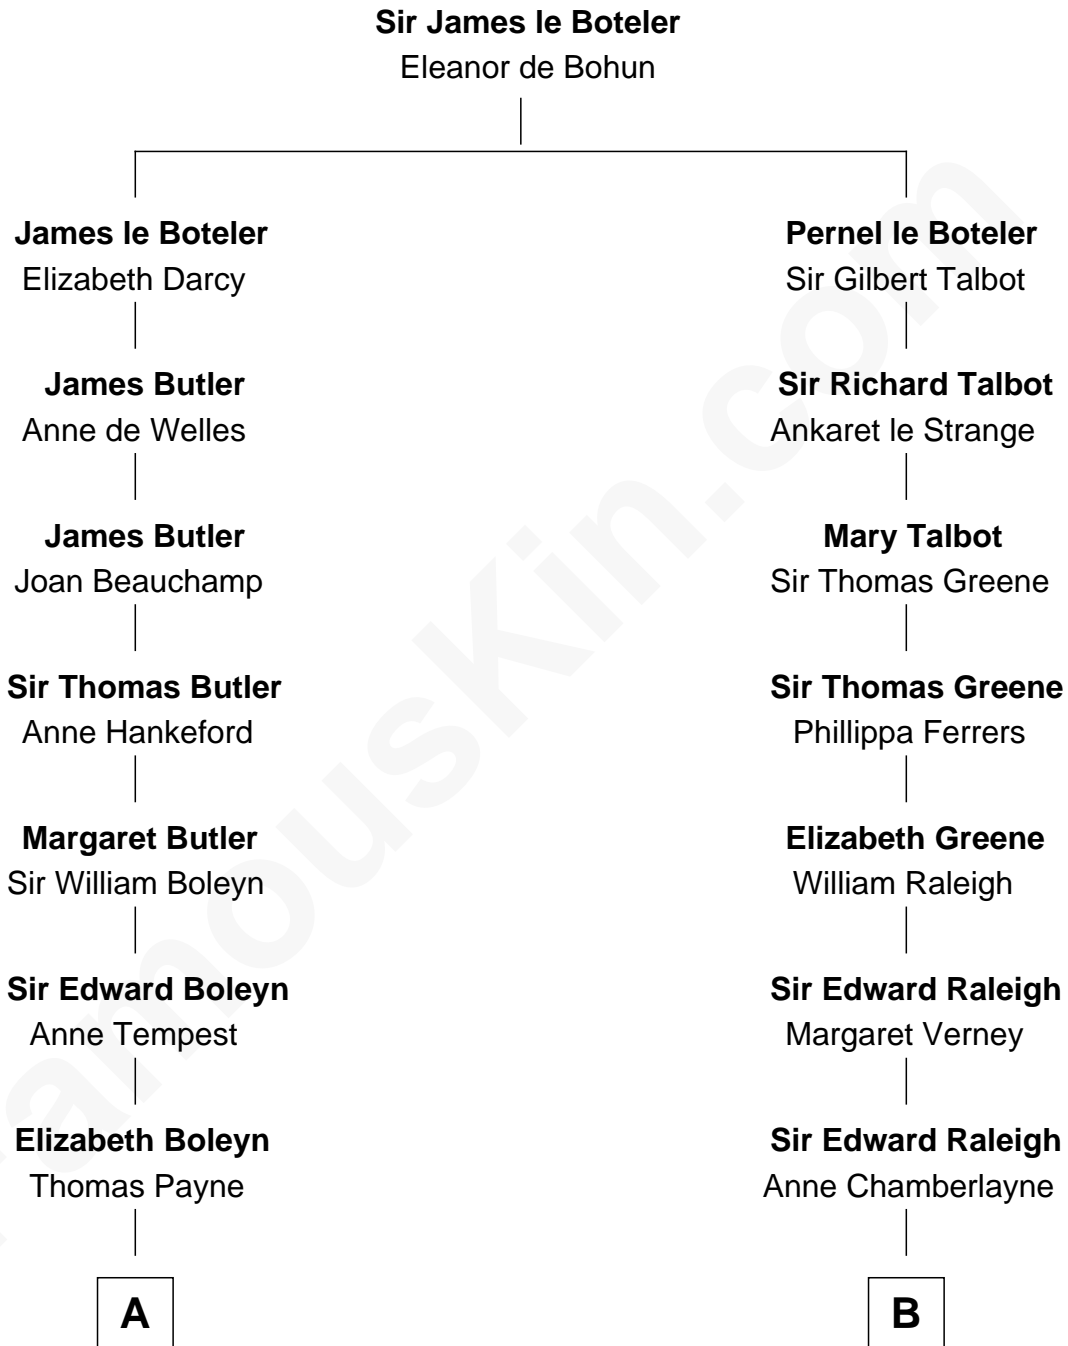 Sir James le Boteler
Eleanor de Bohun
James le Boteler
Elizabeth Darcy
James Butler
Anne de Welles
James Butler
Joan Beauchamp
Sir Thomas Butler
Anne Hankeford
Margaret Butler
Sir William Boleyn
Sir Edward Boleyn
Anne Tempest
Elizabeth Boleyn
Thomas Payne
A
Pernel le Boteler
Sir Gilbert Talbot
Sir Richard Talbot
Ankaret le Strange
Mary Talbot
Sir Thomas Greene
Sir Thomas Greene
Phillippa Ferrers
Elizabeth Greene
William Raleigh
Sir Edward Raleigh
Margaret Verney
Sir Edward Raleigh
Anne Chamberlayne
B
FamousKin.com